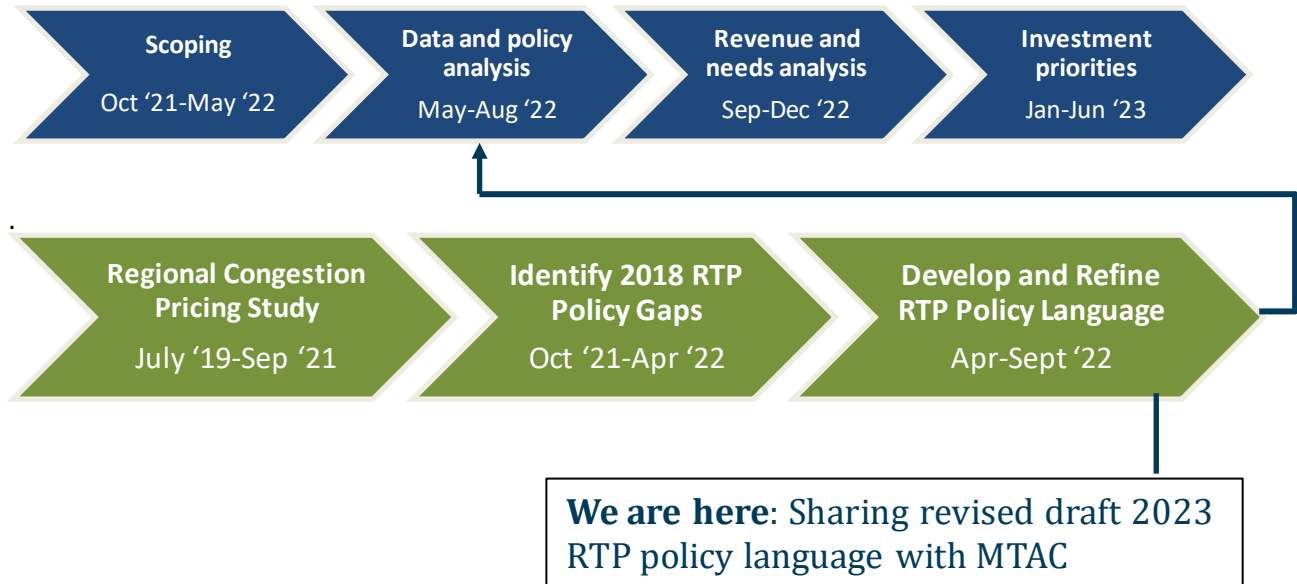 Scoping
Oct ‘21-May ‘22
Data and policy
analysis
May-Aug ‘22
Revenue and
needs analysis
Sep-Dec ‘22
Investment
priorities
Jan-Jun ‘23
.
Regional Congestion
Pricing Study
July ‘19-Sep ‘21
Identify 2018 RTP
Policy Gaps
Oct ‘21-Apr ‘22
Develop and Refine
RTP Policy Language
Apr-Sept ‘22
We are here: Sharing revised draft 2023
RTP policy language with MTAC